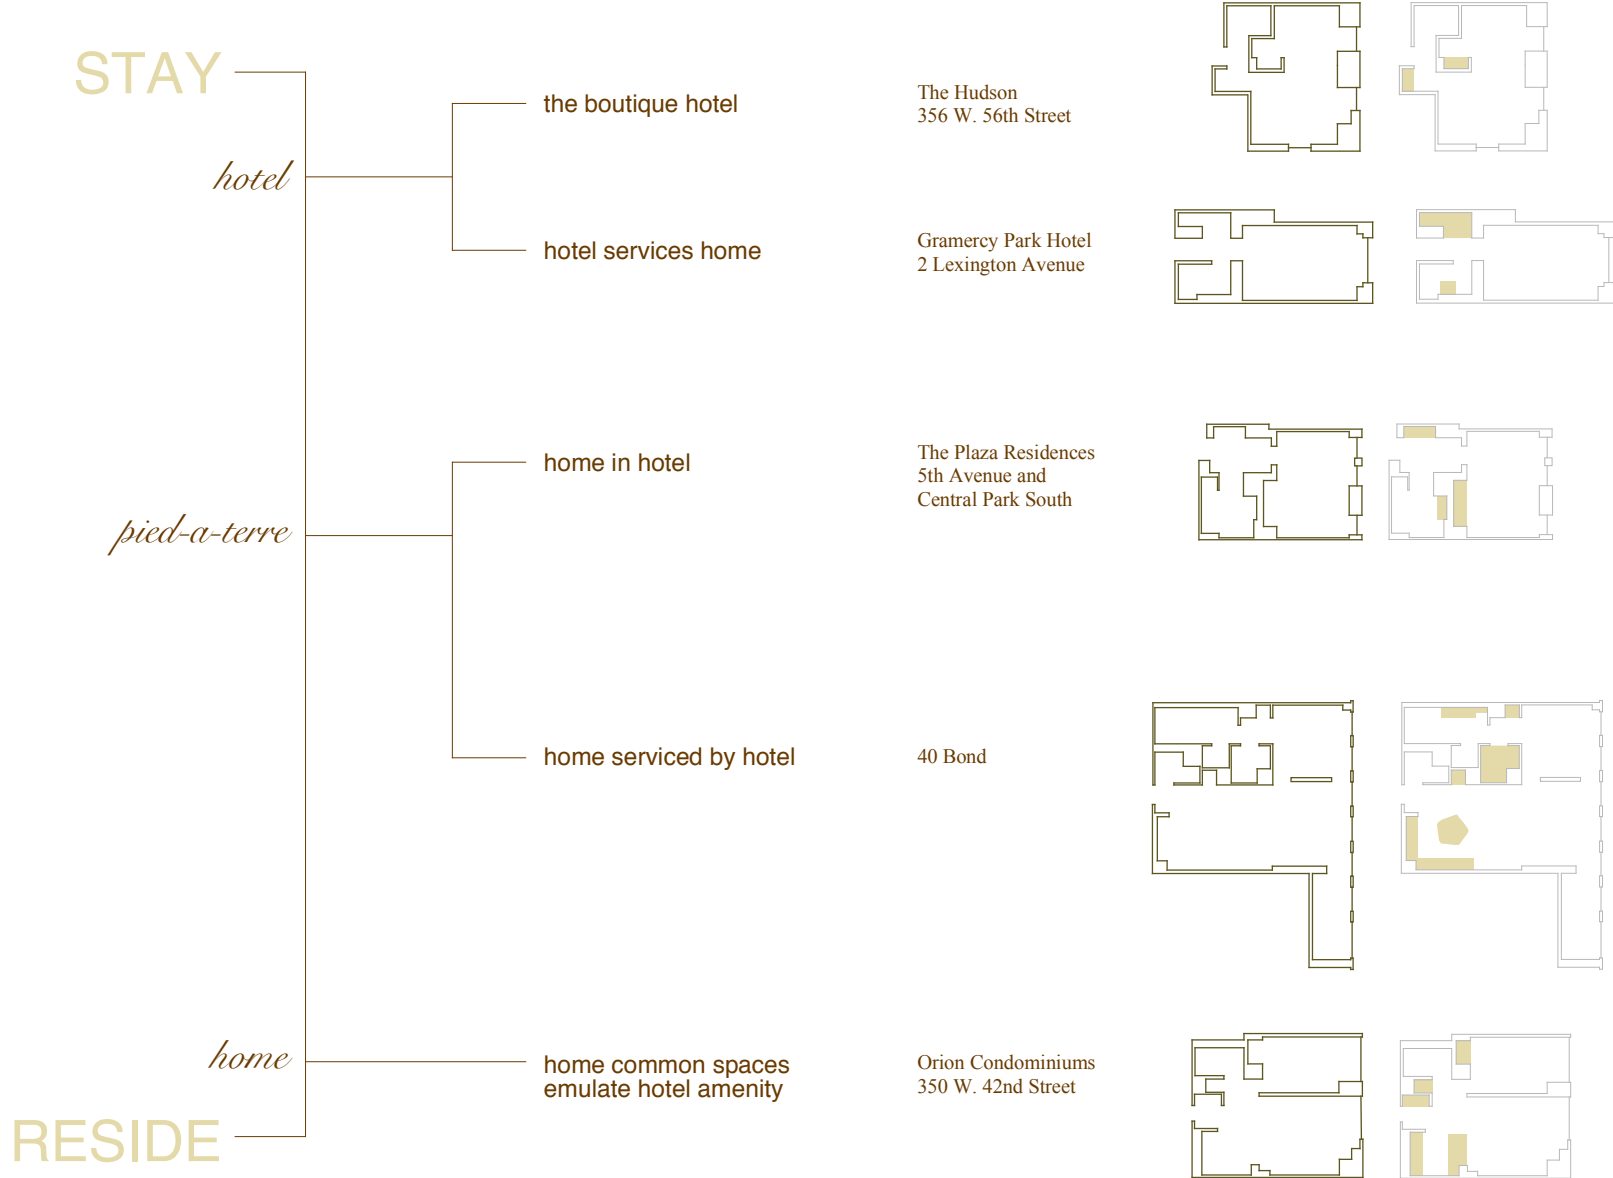 STAY
the boutique hotel
The Hudson
356 W. 56th Street
hotel
hotel services home
Gramercy Park Hotel
2 Lexington Avenue
home in hotel
The Plaza Residences
5th Avenue and
Central Park South
pied-a-terre
home serviced by hotel
40 Bond
home
home common spaces
emulate hotel amenity
Orion Condominiums
350 W. 42nd Street
RESIDE